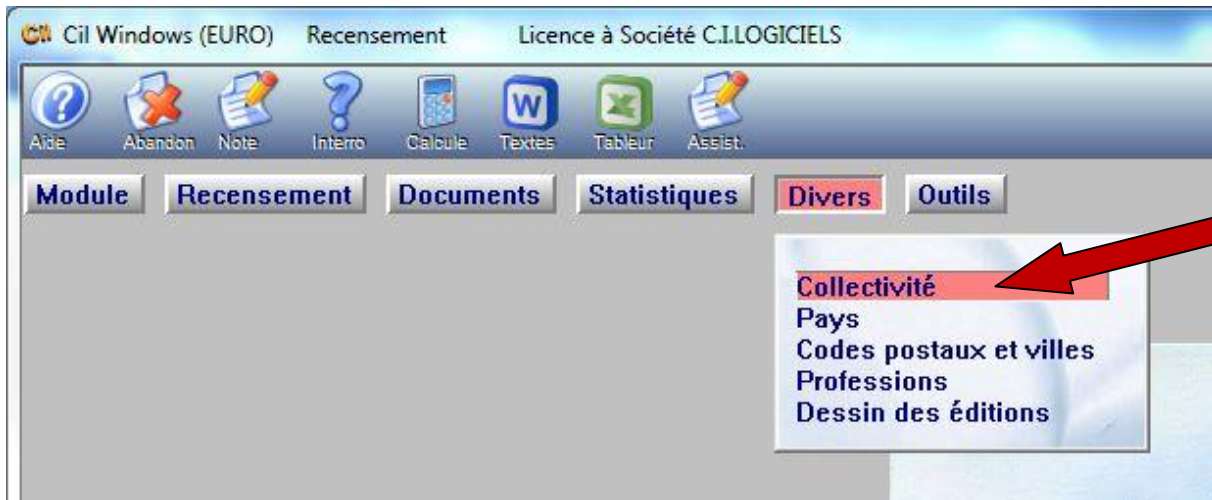 Cil Cil Windows (EURO) Recensement Licence à Société C.I.LOGICIELS
Aide Abandon Note Interro Calcule Textes Tableur Assist.
Module Recensement Documents Statistiques Divers Outils
Collectivité
Pays
Codes postaux et villes
Professions
Dessin des éditions